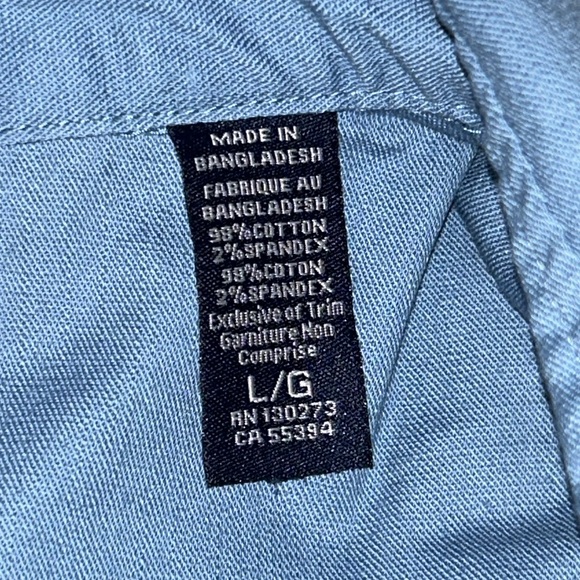 MADE IN
BANGLADESH
FABRIQUE AU
BANGLADESH
98%COTTON
2%SPANDEX
98%COTON
2%SPANDEX
Exclusive of Trim
Garniture Non
Comprise
L/G
RN 130273
CA 55394